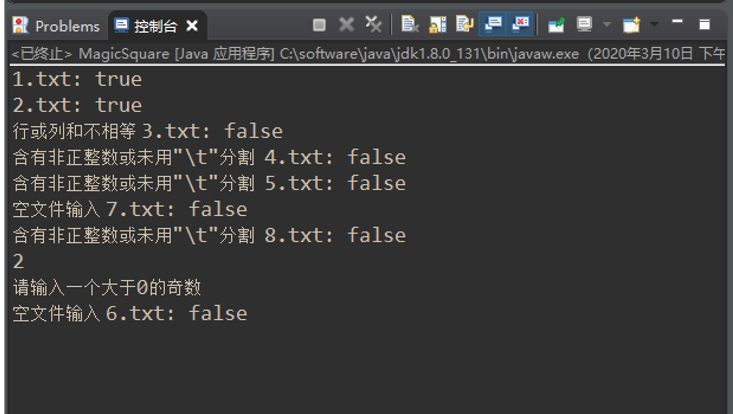 Problems 控制台
<已终止> MagicSquare [Java 应用程序] C:\software\java\jdk1.8.0_131\bin\javaw.exe (2020年3月10日 下午
1.txt: true
2.txt: true
行或列和不相等 3.txt: false
含有非正整数或未用"\t"分割 4.txt: false
含有非正整数或未用"\t"分割 5.txt: false
空文件输入 7.txt: false
含有非正整数或未用"\t"分割 8.txt: false
2
请输入一个大于0的奇数
空文件输入 6.txt: false